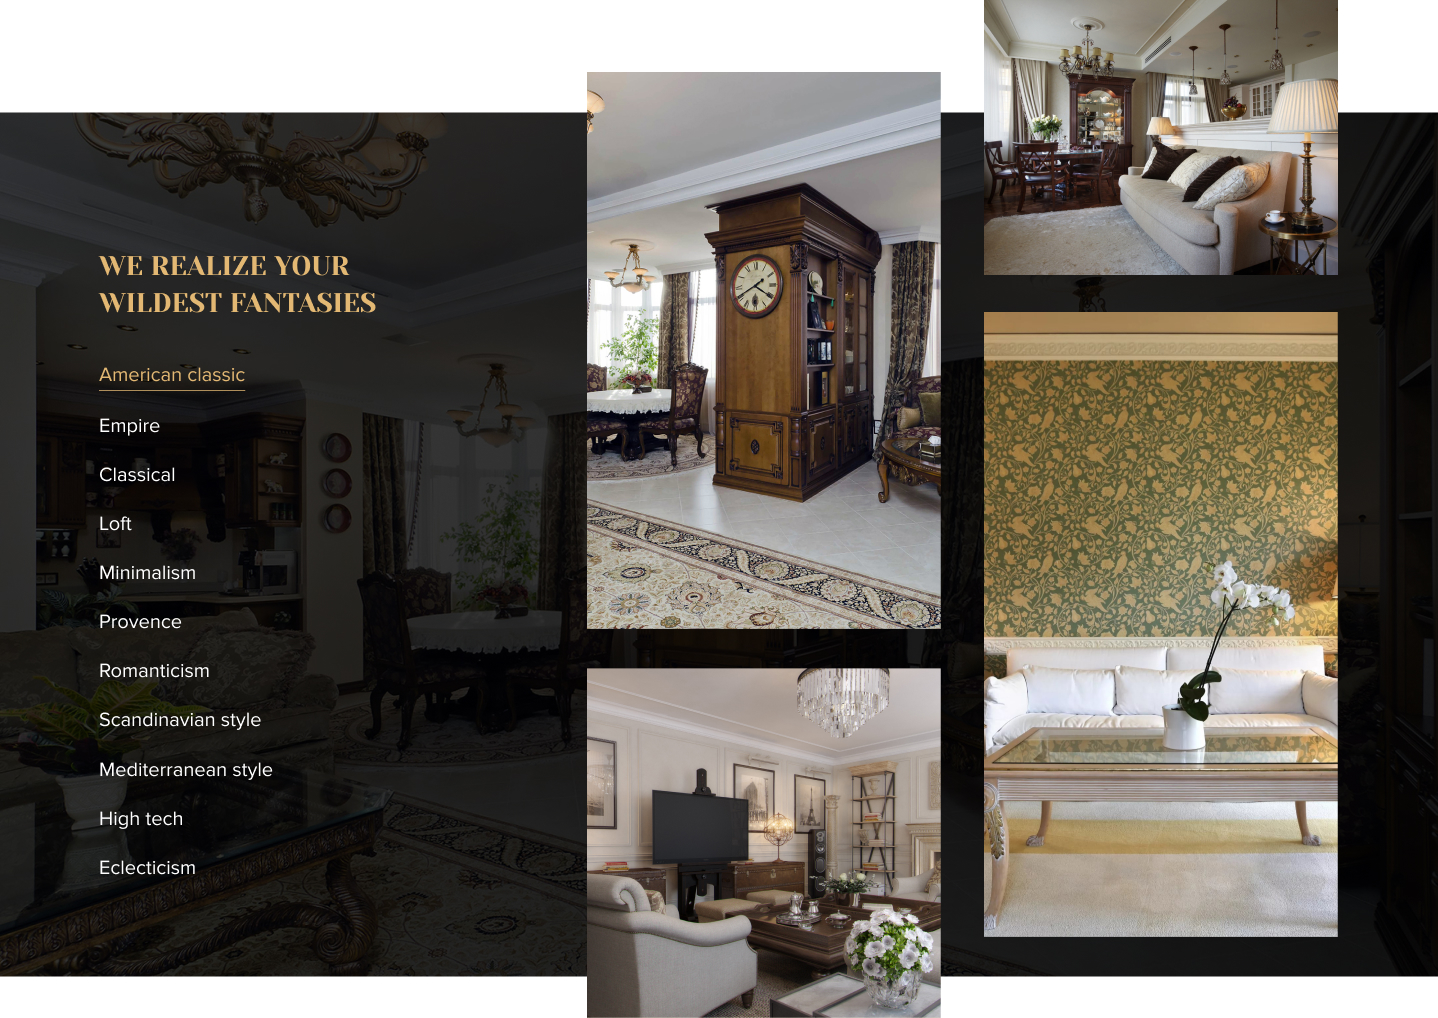 WE REALIZE YOUR
WILDEST FANTASIES
American classic
Empire
Classical
Loft
Minimalism
Provence
Romanticism
Scandinavian style
Mediterranean style
High tech
Eclecticism